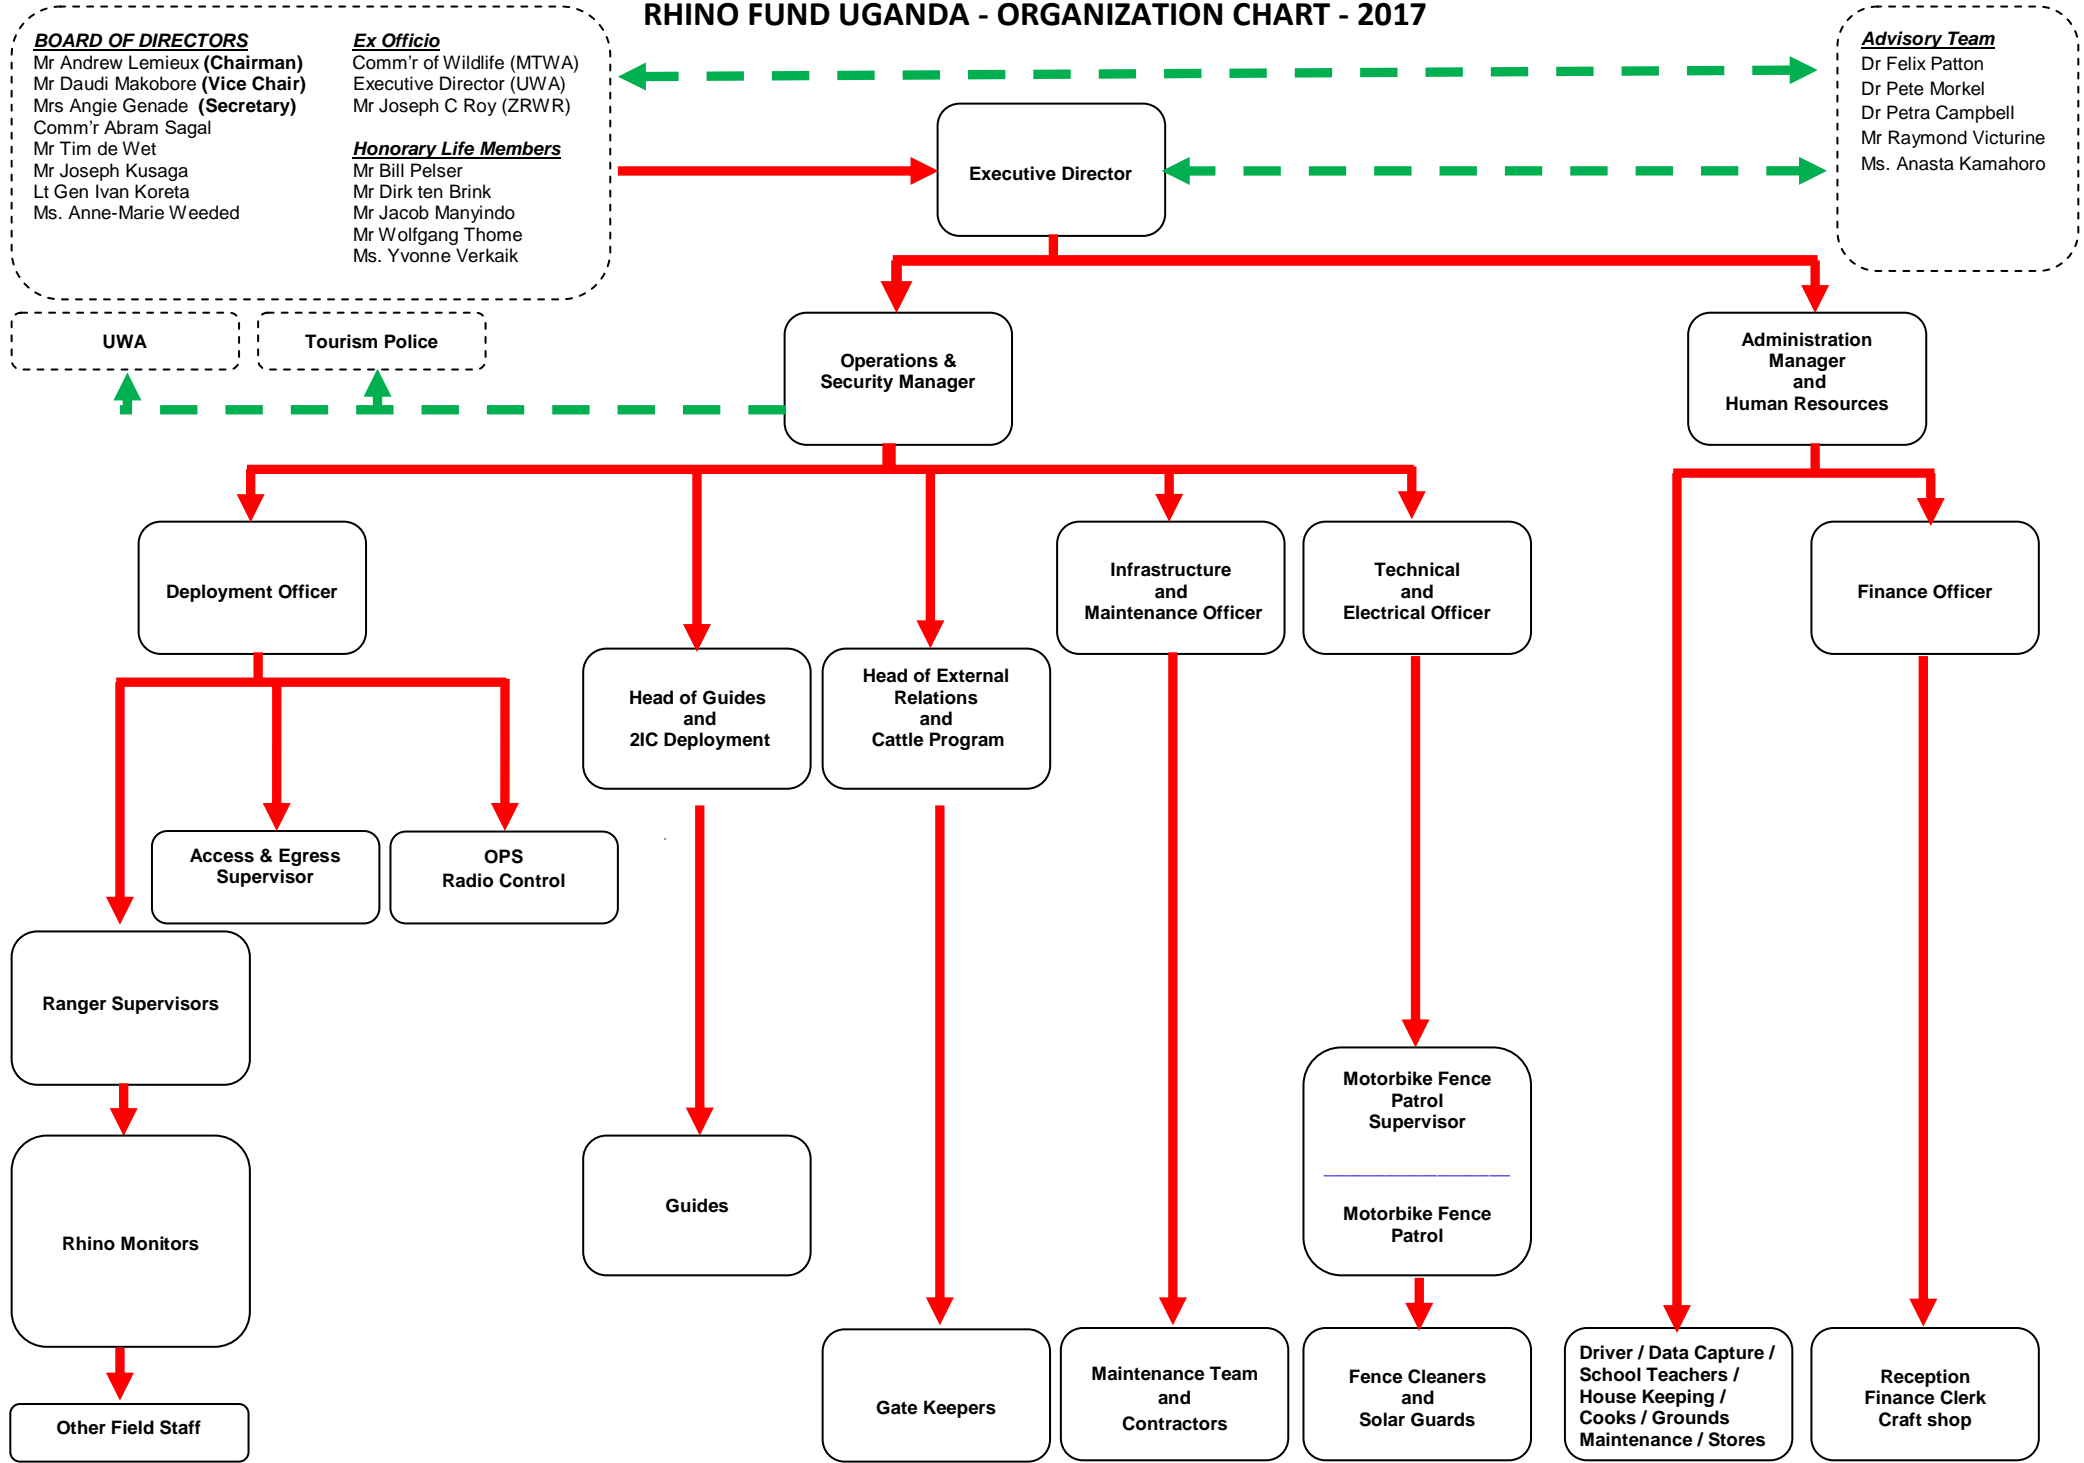 RHINO FUND UGANDA - ORGANIZATION CHART - 2017
BOARD OF DIRECTORS
Mr Andrew Lemieux (Chairman)
Mr Daudi Makobore (Vice Chair)
Mrs Angie Genade (Secretary)
Comm'r Abram Sagal
Mr Tim de Wet
Mr Joseph Kusaga
Lt Gen Ivan Koreta
Ms. Anne-Marie Weeded
Ex Officio
Comm'r of Wildlife (MTWA)
Executive Director (UWA)
Mr Joseph C Roy (ZRWR)
Honorary Life Members
Mr Bill Pelser
Mr Dirk ten Brink
Mr Jacob Manyindo
Mr Wolfgang Thome
Ms. Yvonne Verkaik
Advisory Team
Dr Felix Patton
Dr Pete Morkel
Dr Petra Campbell
Mr Raymond Victurine
Ms. Anasta Kamahoro
Executive Director
UWA
Tourism Police
Operations &
Security Manager
Administration
Manager
and
Human Resources
Deployment Officer
Infrastructure
and
Maintenance Officer
Technical
and
Electrical Officer
Finance Officer
Head of Guides
and
2IC Deployment
Head of External
Relations
and
Cattle Program
Access & Egress
Supervisor
OPS
Radio Control
Ranger Supervisors
Motorbike Fence
Patrol
Supervisor
Motorbike Fence
Patrol
Guides
Rhino Monitors
Other Field Staff
Gate Keepers
Maintenance Team
and
Contractors
Fence Cleaners
and
Solar Guards
Driver / Data Capture /
School Teachers /
House Keeping /
Cooks / Grounds
Maintenance / Stores
Reception
Finance Clerk
Craft shop